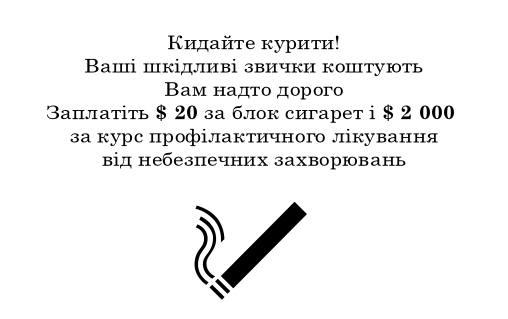 Кидайте курити!
Ваші шкідливі звички коштують
Вам надто дорого
Заплатіть $ 20 за блок сигарет і $ 2 000
за курс профілактичного лікування
від небезпечних захворювань